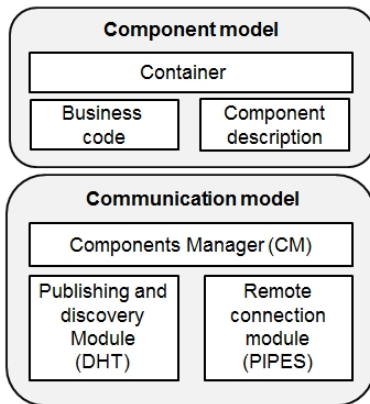 Component model
Container
Business
code
Component
description
Communication model
Components Manager (CM)
Publishing and
discovery
Module
(DHT)
Remote
connection
module
(PIPES)